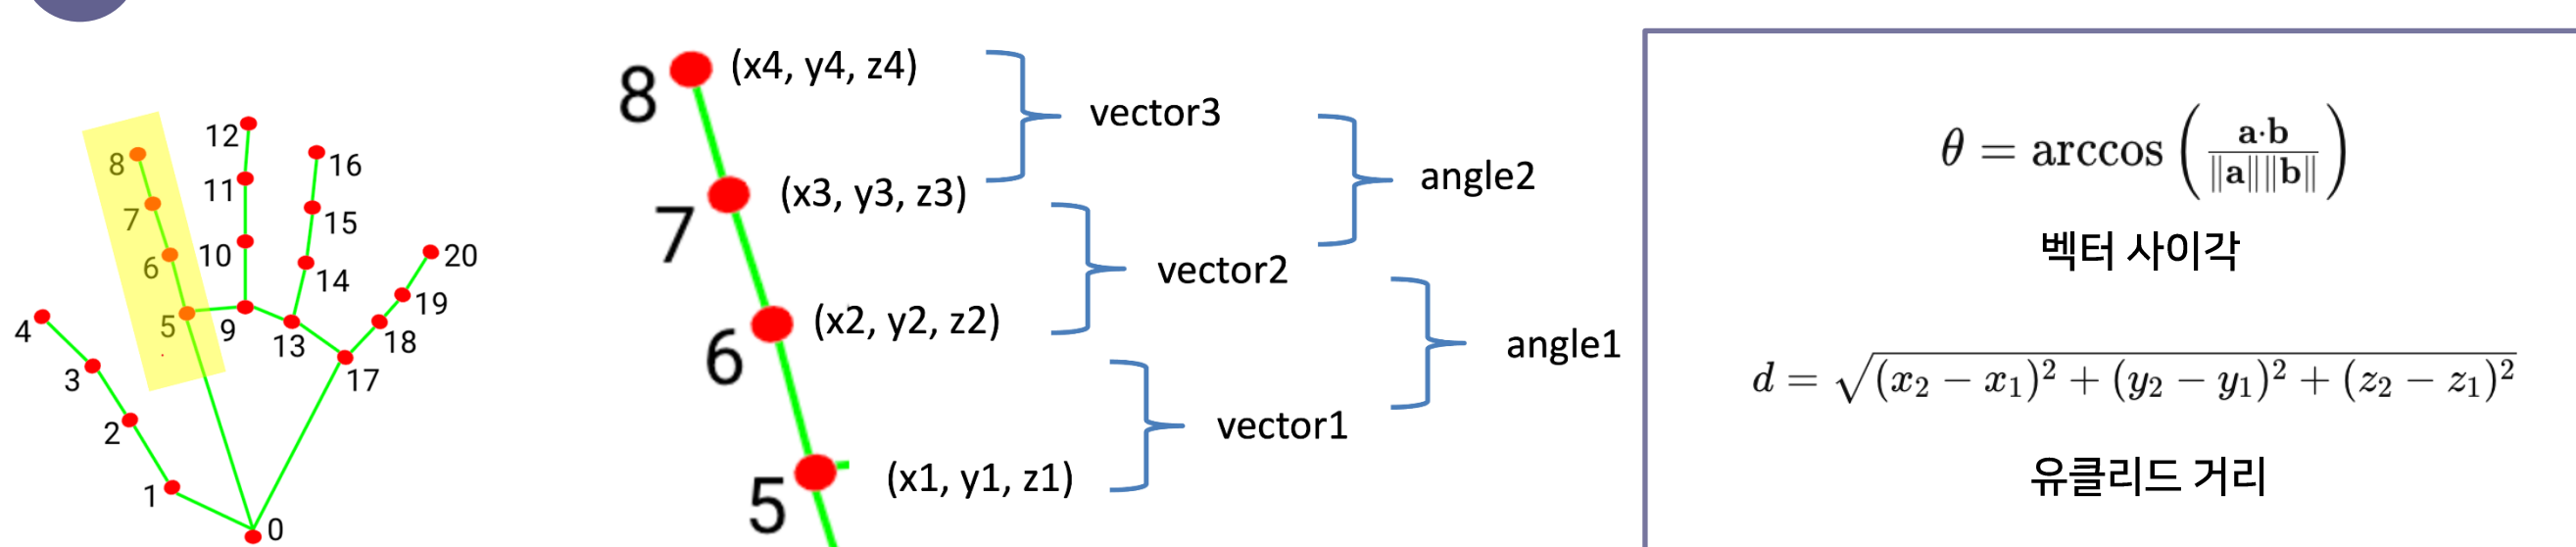 12
8
16
11
7
15
10
20
6
14
19
4
5
9
18
13
3
17
2
1
0
8
(x4, y4, z4)
vector3
7
(x3, y3, z3)
angle2
vector2
6
(x2, y2, z2)
angle1
vector1
5
(x1, y1, z1)
θ = arccos(a·b / ‖a‖‖b‖)
벡터 사이각
d = √(x₂ − x₁)² + (y₂ − y₁)² + (z₂ − z₁)²
유클리드 거리